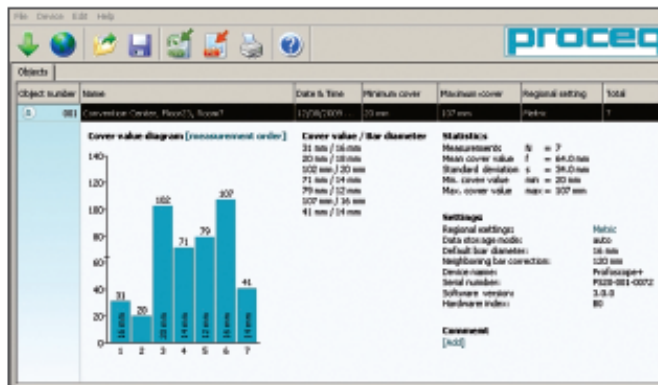 File Device Edit Help
proceq
Objects
Object number Name Date & Time Minimum cover Maximum cover Regional setting Total
001 Convention Center, Floor23, Room7 12/08/2009 ... 20 mm 107 mm Metric 7
Cover value diagram [measurement order]
140
120
100
80
60
40
20
0
31 20 102 71 79 107 41
16 mm 20 mm 14 mm 12 mm 16 mm 14 mm
1 2 3 4 5 6 7
Cover value / Bar diameter
31 mm / 16 mm
20 mm / 18 mm
102 mm / 20 mm
71 mm / 14 mm
79 mm / 12 mm
107 mm / 16 mm
41 mm / 14 mm
Statistics
Measurements N = 7
Mean cover value = 64.0 mm
Standard deviation s = 34.0 mm
Min. cover value min = 20 mm
Max. cover value max = 107 mm
Settings
Regional settings: Metric
Data storage mode: auto
Default bar diameter: 16 mm
Neighboring bar correction: 120 mm
Device name: Profoscope+
Serial number: PS20-001-0072
Software version: 3.0.0
Hardware index: B0
Comment
[Add]